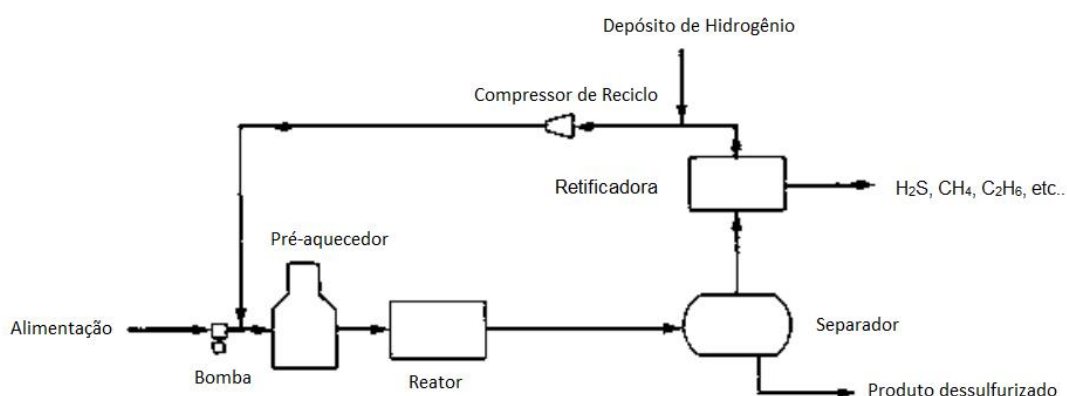 Depósito de Hidrogênio
Compressor de Reciclo
Retificadora
H₂S, CH₄, C₂H₆, etc..
Pré-aquecedor
Alimentação
Separador
Bomba
Reator
Produto dessulfurizado